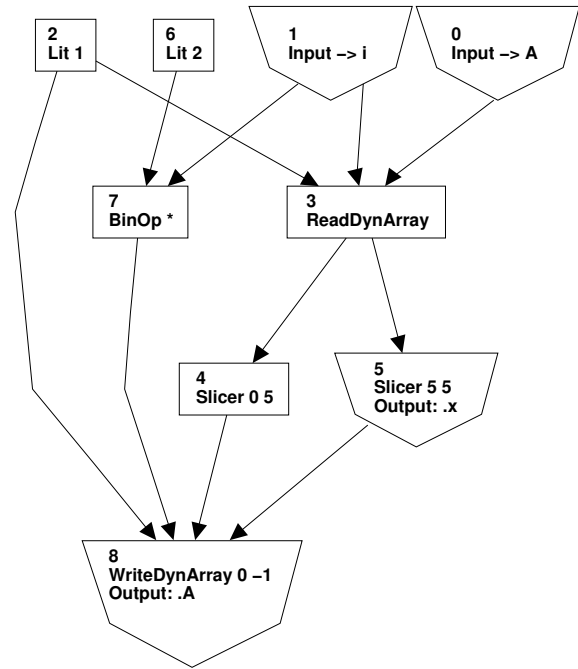 2
Lit 1
6
Lit 2
1
Input −> i
0
Input −> A
7
BinOp *
3
ReadDynArray
4
Slicer 0 5
5
Slicer 5 5
Output: .x
8
WriteDynArray 0 −1
Output: .A